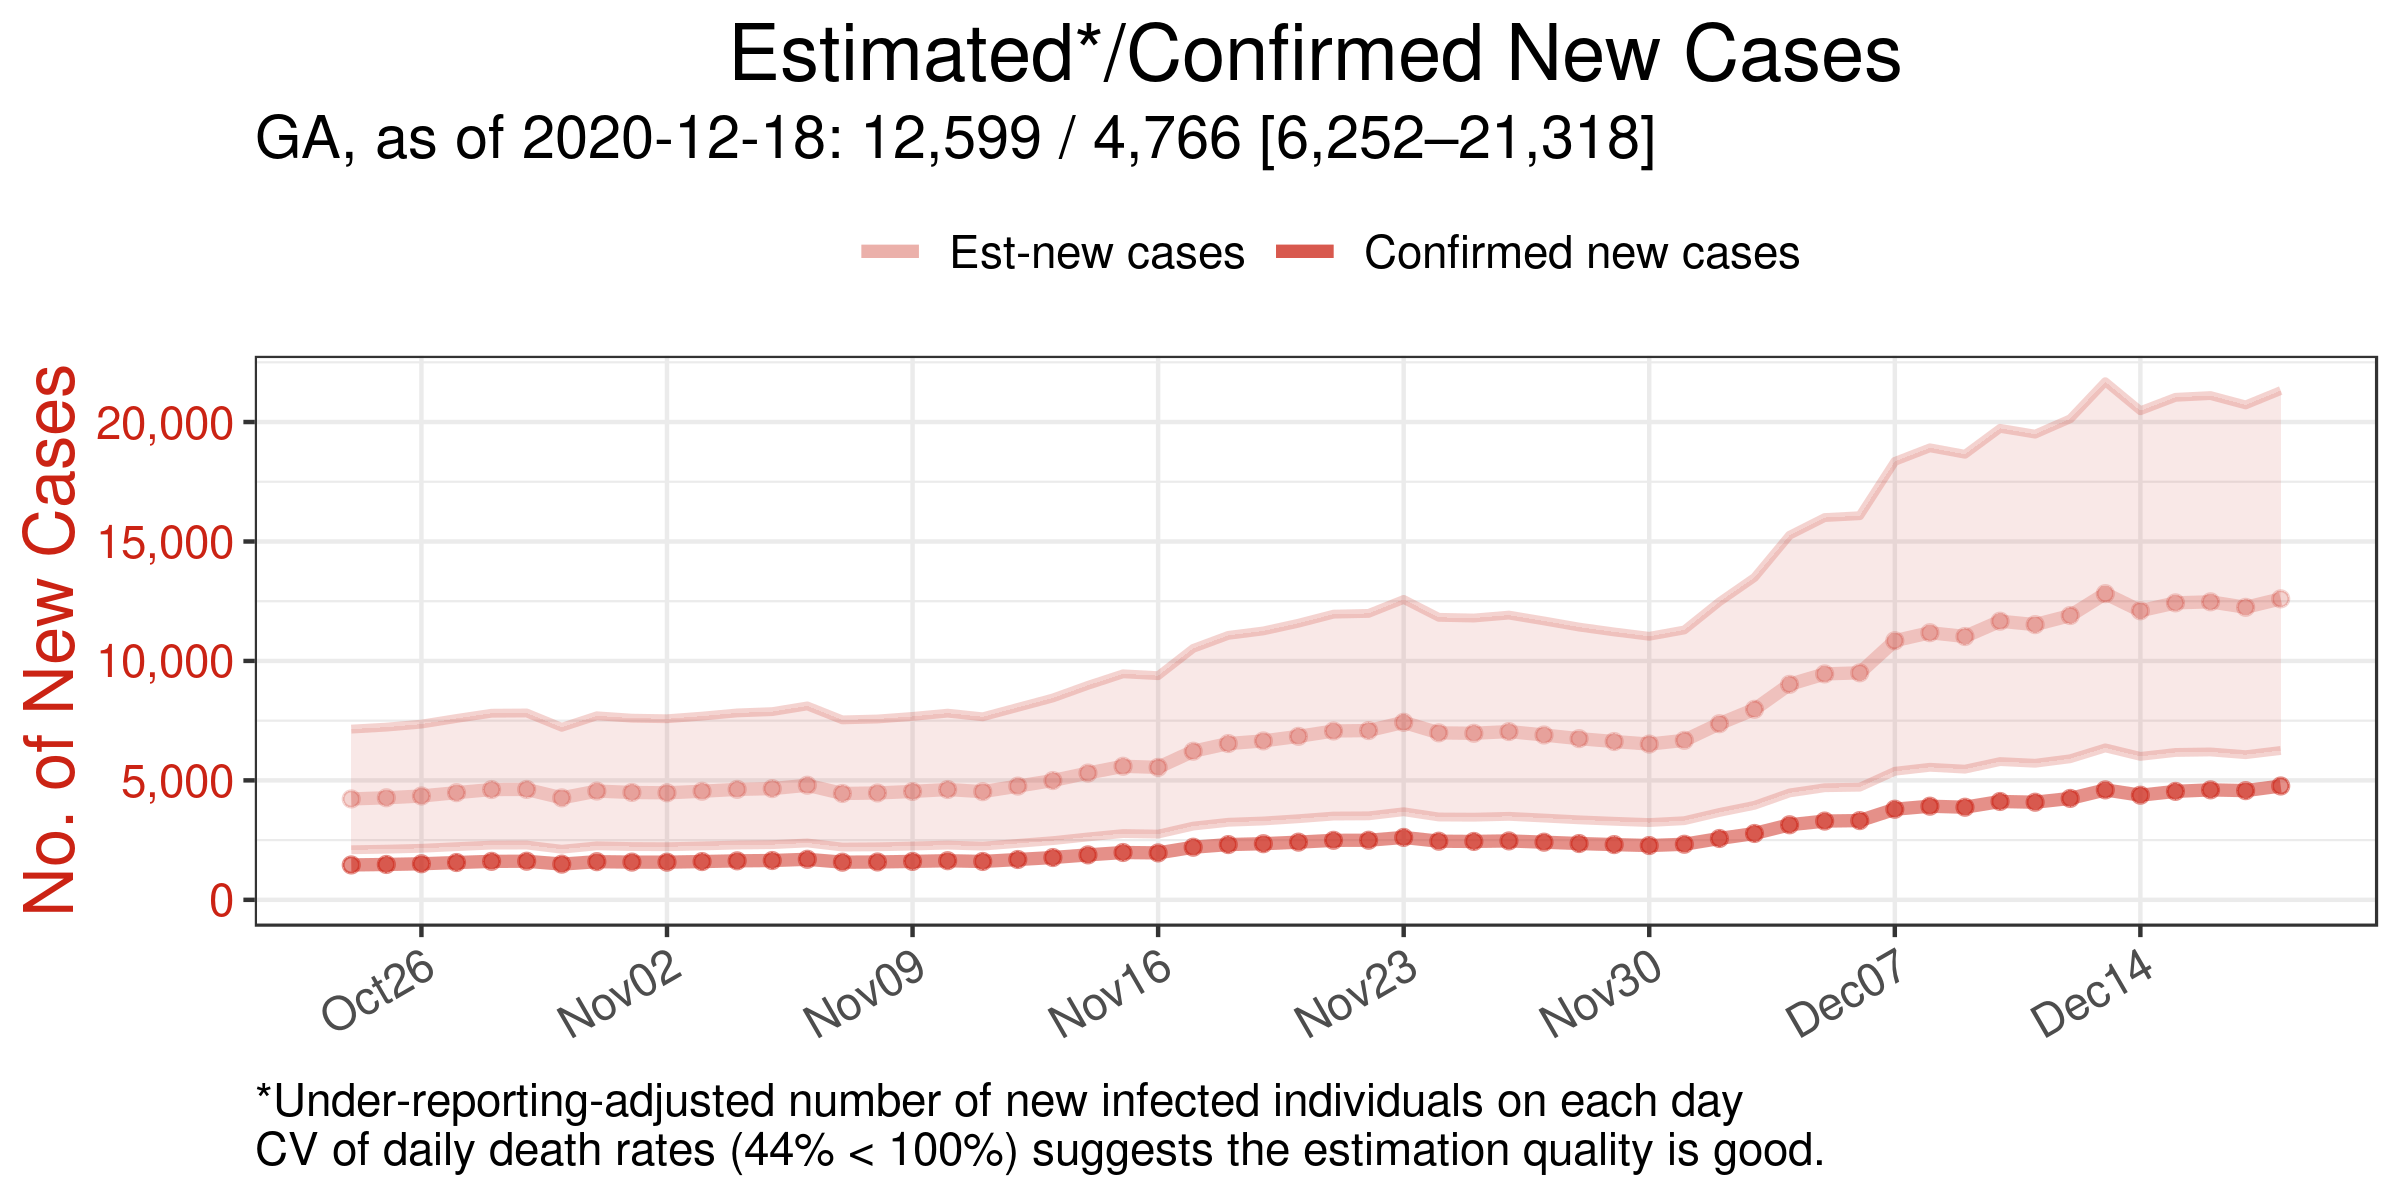 Estimated*/Confirmed New Cases
GA, as of 2020-12-18: 12,599 / 4,766 [6,252–21,318]
Est-new cases
Confirmed new cases
No. of New Cases
20,000
15,000
10,000
5,000
0
Oct26
Nov02
Nov09
Nov16
Nov23
Nov30
Dec07
Dec14
*Under-reporting-adjusted number of new infected individuals on each day
CV of daily death rates (44% < 100%) suggests the estimation quality is good.